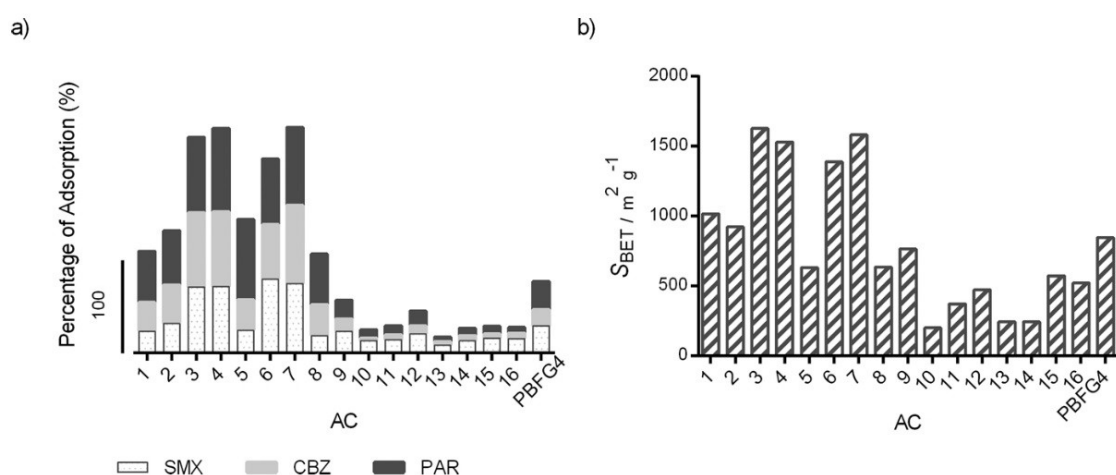 a)
Percentage of Adsorption (%)
100
1 2 3 4 5 6 7 8 9 10 11 12 13 14 15 16 PBFG4
AC
SMX CBZ PAR
b)
S_BET / m² g⁻¹
2000
1500
1000
500
0
1 2 3 4 5 6 7 8 9 10 11 12 13 14 15 16 PBFG4
AC